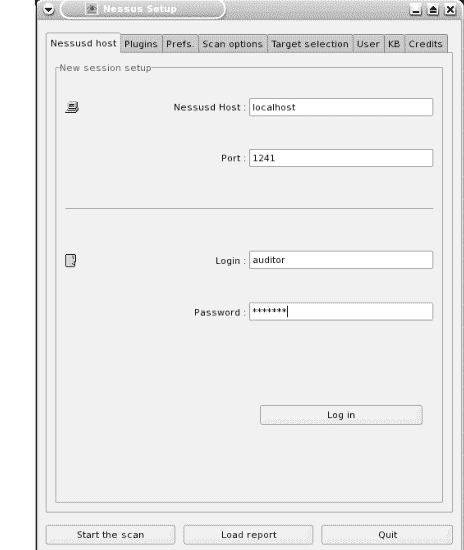 Nessus Setup
Nessusd host Plugins Prefs. Scan options Target selection User KB Credits
New session setup
Nessusd Host : localhost
Port : 1241
Login : auditor
Password : *******
Log in
Start the scan Load report Quit